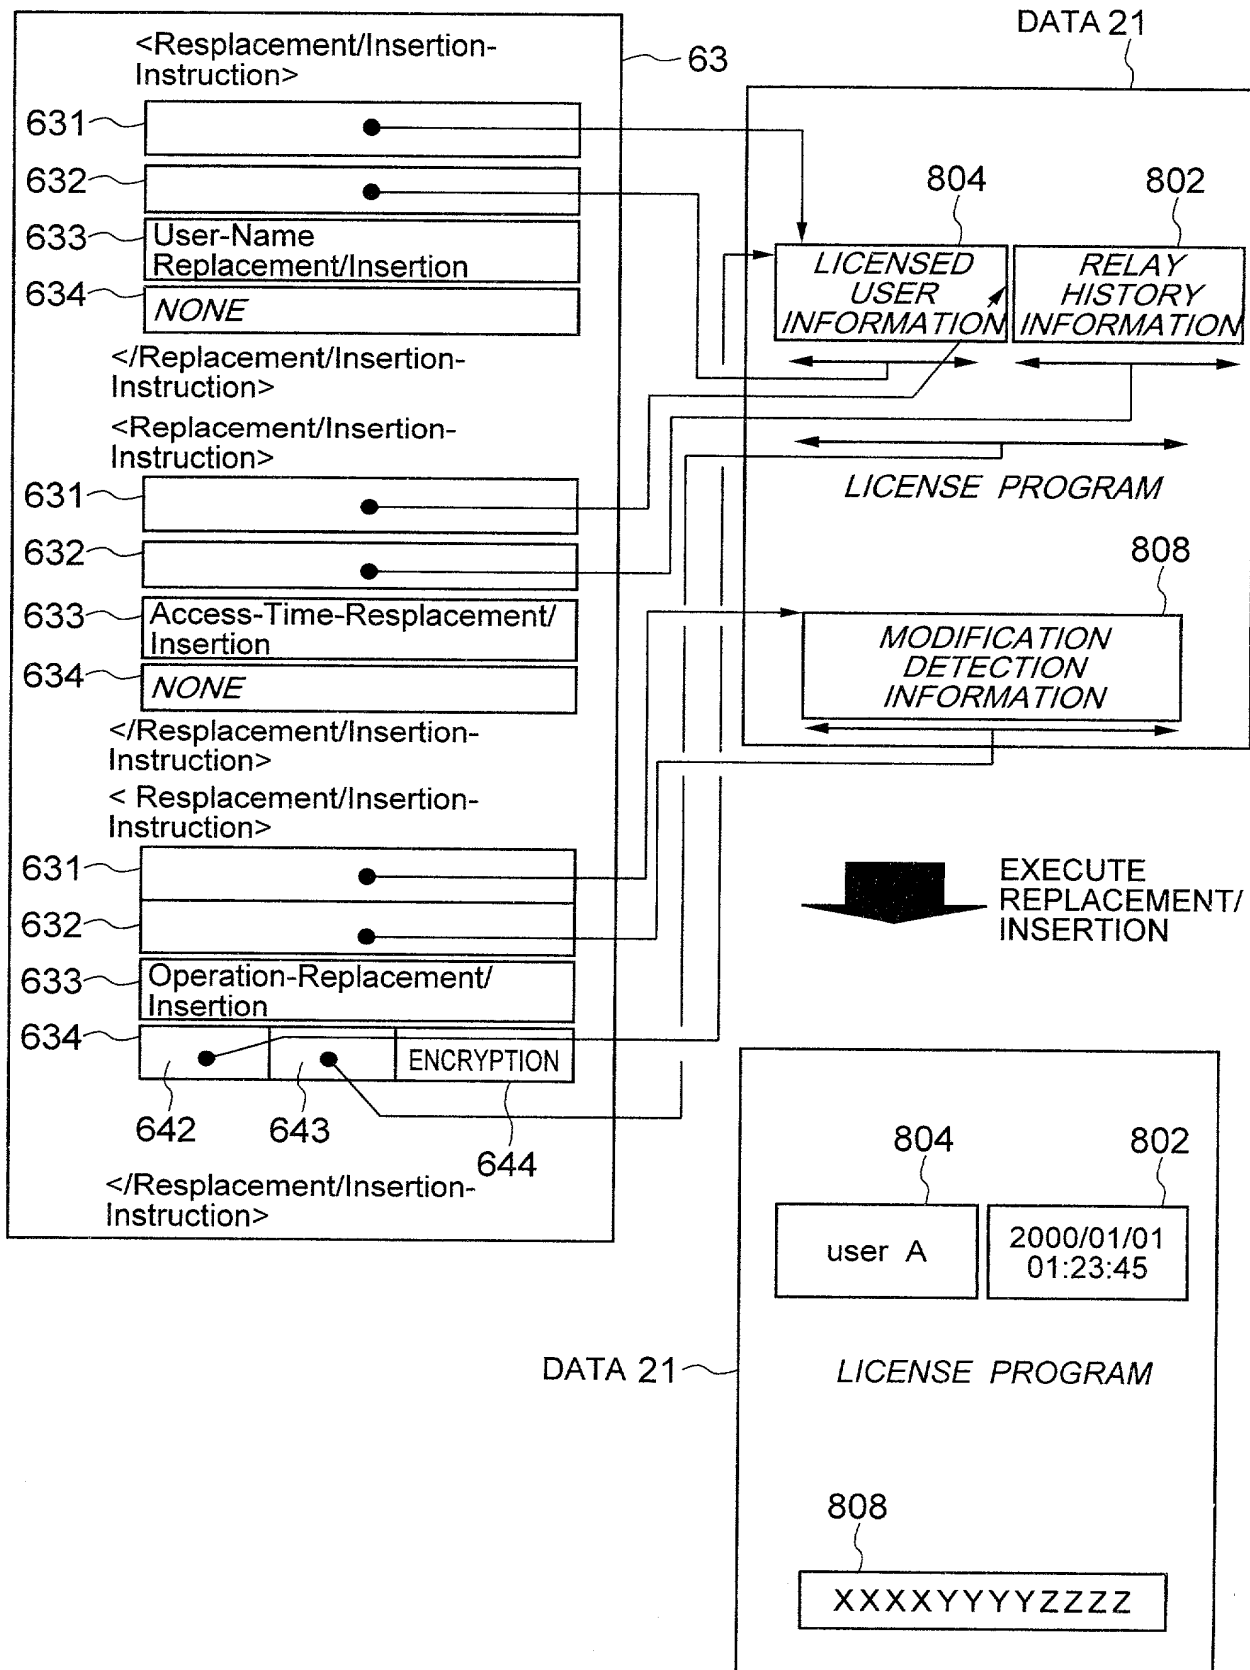 <Resplacement/Insertion-
Instruction>
63
631
632
633
User-Name
Replacement/Insertion
634
NONE
</Replacement/Insertion-
Instruction>
<Replacement/Insertion-
Instruction>
631
632
633
Access-Time-Resplacement/
Insertion
634
NONE
</Resplacement/Insertion-
Instruction>
< Resplacement/Insertion-
Instruction>
631
632
633
Operation-Replacement/
Insertion
634
ENCRYPTION
642
643
644
</Resplacement/Insertion-
Instruction>
DATA 21
804
802
LICENSED
USER
INFORMATION
RELAY
HISTORY
INFORMATION
LICENSE PROGRAM
808
MODIFICATION
DETECTION
INFORMATION
EXECUTE
REPLACEMENT/
INSERTION
804
802
user A
2000/01/01
01:23:45
DATA 21
LICENSE PROGRAM
808
XXXXYYYYZZZZ